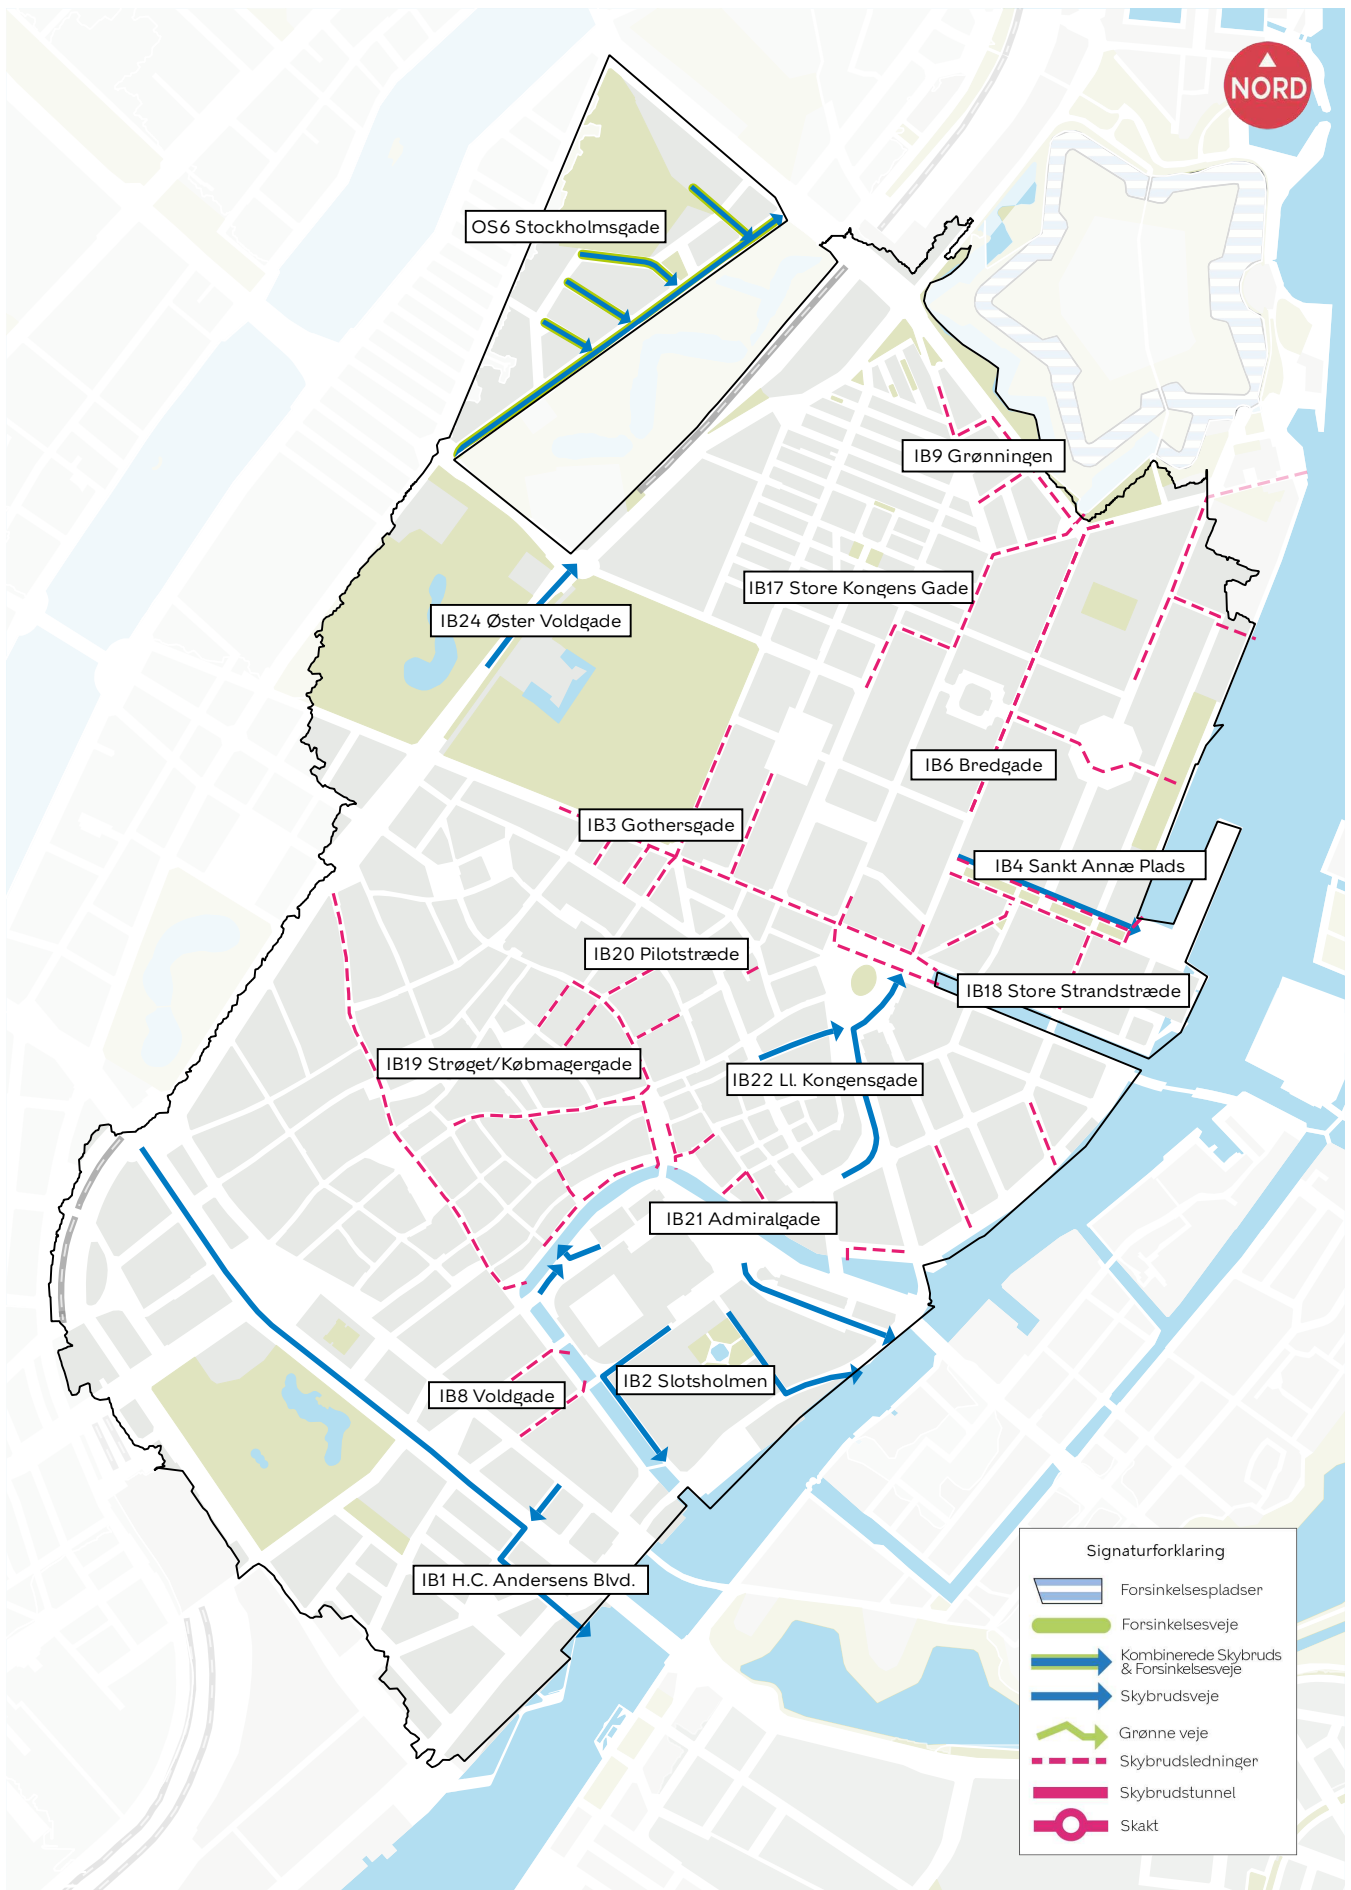 NORD
OS6 Stockholmsgade
IB9 Grønningen
IB17 Store Kongens Gade
IB24 Øster Voldgade
IB6 Bredgade
IB3 Gothersgade
IB4 Sankt Annæ Plads
IB20 Pilotstræde
IB18 Store Strandstræde
IB19 Strøget/Købmagergade
IB22 Ll. Kongensgade
IB21 Admiralgade
IB2 Slotsholmen
IB8 Voldgade
IB1 H.C. Andersens Blvd.
Signaturforklaring
Forsinkelsespladser
Forsinkelsesveje
Kombinerede Skybruds
& Forsinkelsesveje
Skybrudsveje
Grønne veje
Skybrudsledninger
Skybrudstunnel
Skakt